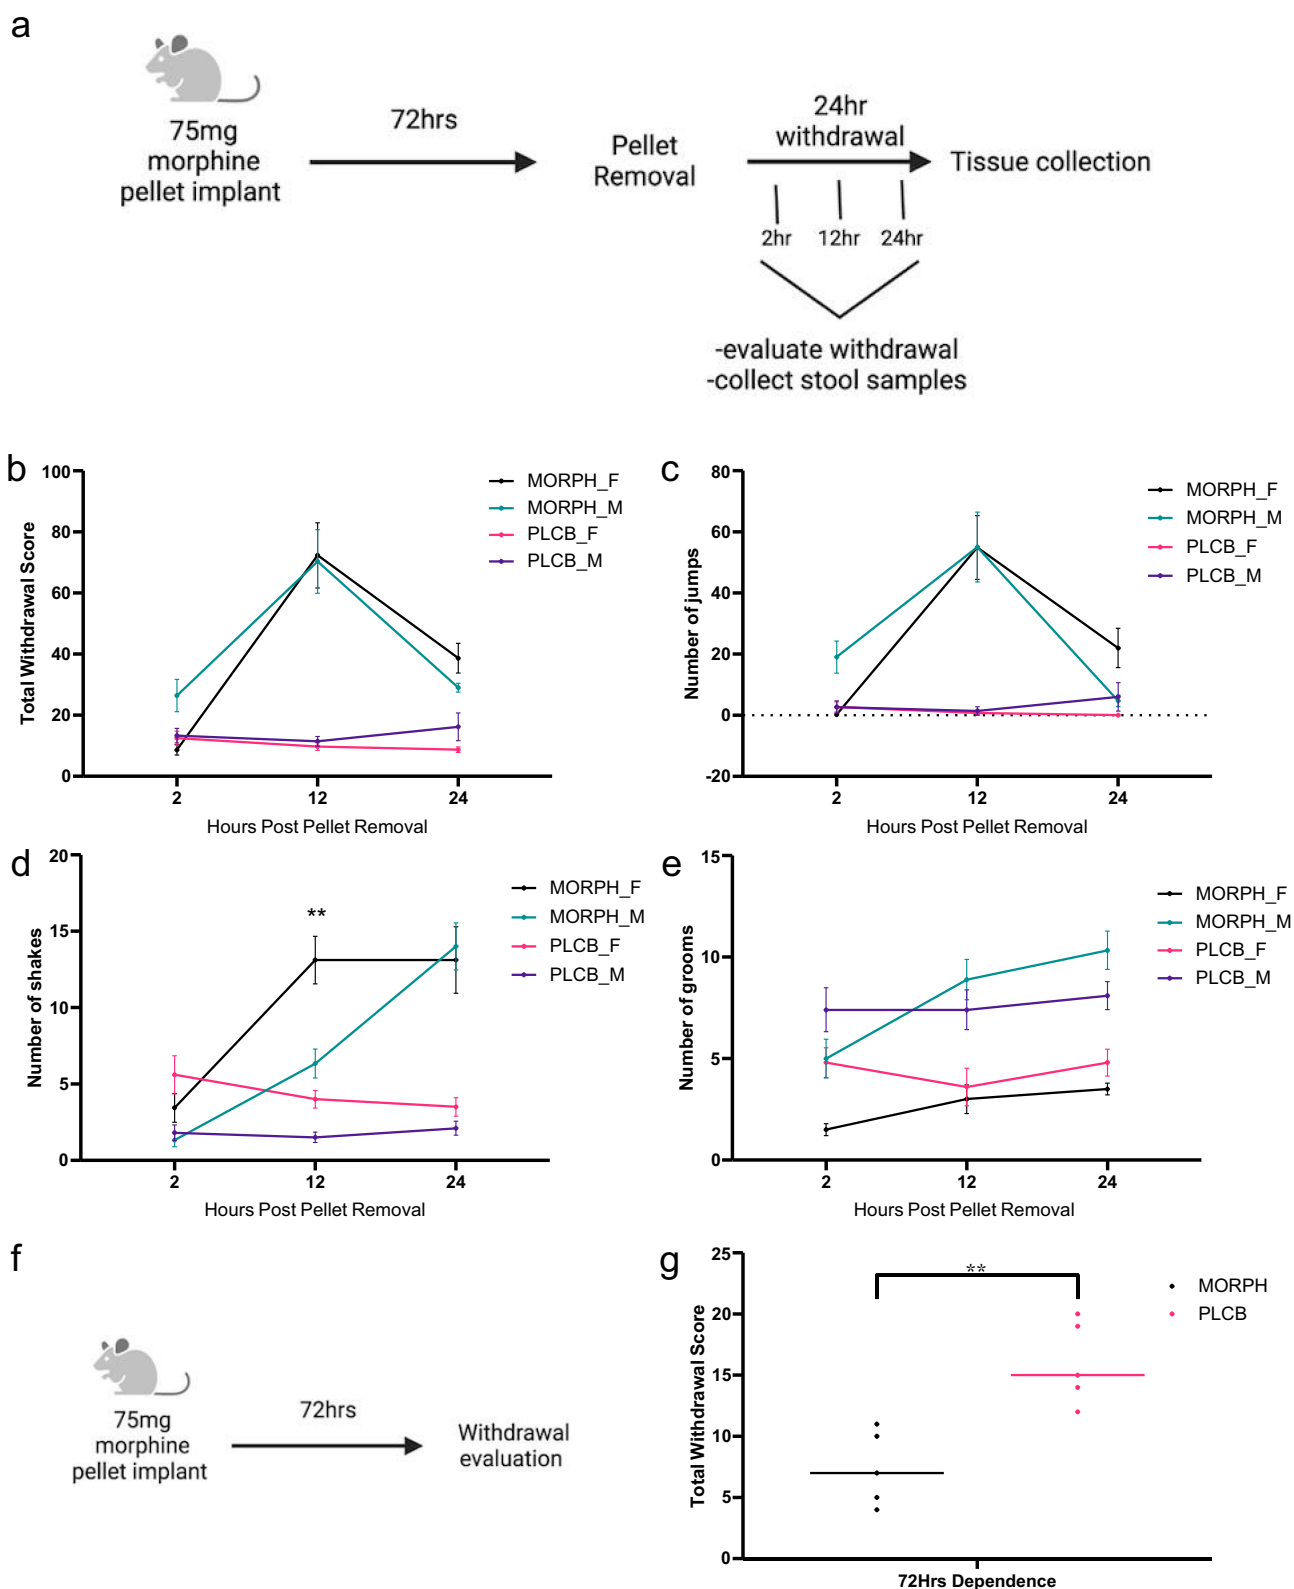 a
75mg
morphine
pellet implant
72hrs
Pellet
Removal
24hr
withdrawal
Tissue collection
2hr
12hr
24hr
-evaluate withdrawal
-collect stool samples
b
Total Withdrawal Score
100
80
60
40
20
0
2
12
24
Hours Post Pellet Removal
MORPH_F
MORPH_M
PLCB_F
PLCB_M
c
Number of jumps
80
60
40
20
0
-20
2
12
24
Hours Post Pellet Removal
MORPH_F
MORPH_M
PLCB_F
PLCB_M
d
Number of shakes
20
15
10
5
0
**
2
12
24
Hours Post Pellet Removal
MORPH_F
MORPH_M
PLCB_F
PLCB_M
e
Number of grooms
15
10
5
0
2
12
24
Hours Post Pellet Removal
MORPH_F
MORPH_M
PLCB_F
PLCB_M
f
75mg
morphine
pellet implant
72hrs
Withdrawal
evaluation
g
Total Withdrawal Score
25
20
15
10
5
0
**
72Hrs Dependence
MORPH
PLCB